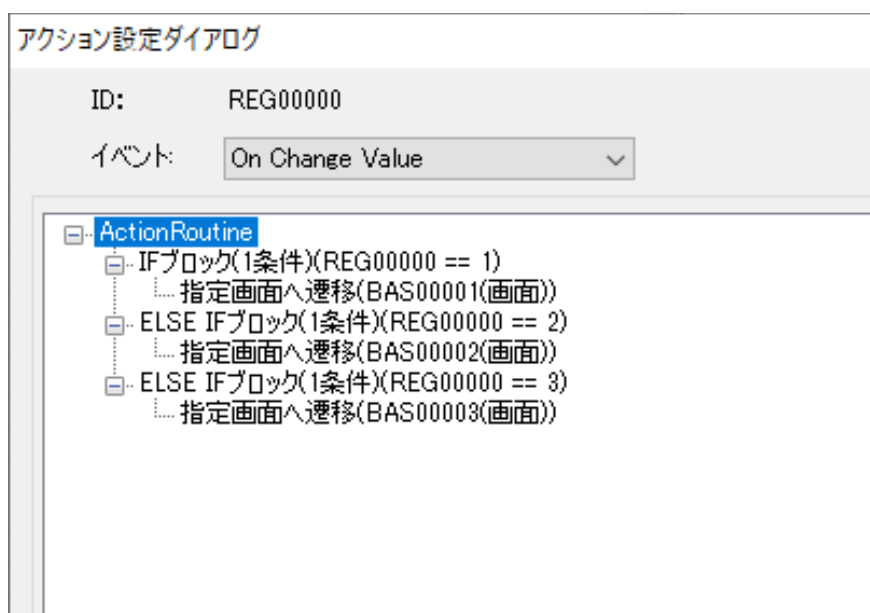 アクション設定ダイアログ
ID: REG00000
イベント: On Change Value
ActionRoutine
IFブロック(1条件)(REG00000 == 1)
指定画面へ遷移(BAS00001(画面))
ELSE IFブロック(1条件)(REG00000 == 2)
指定画面へ遷移(BAS00002(画面))
ELSE IFブロック(1条件)(REG00000 == 3)
指定画面へ遷移(BAS00003(画面))